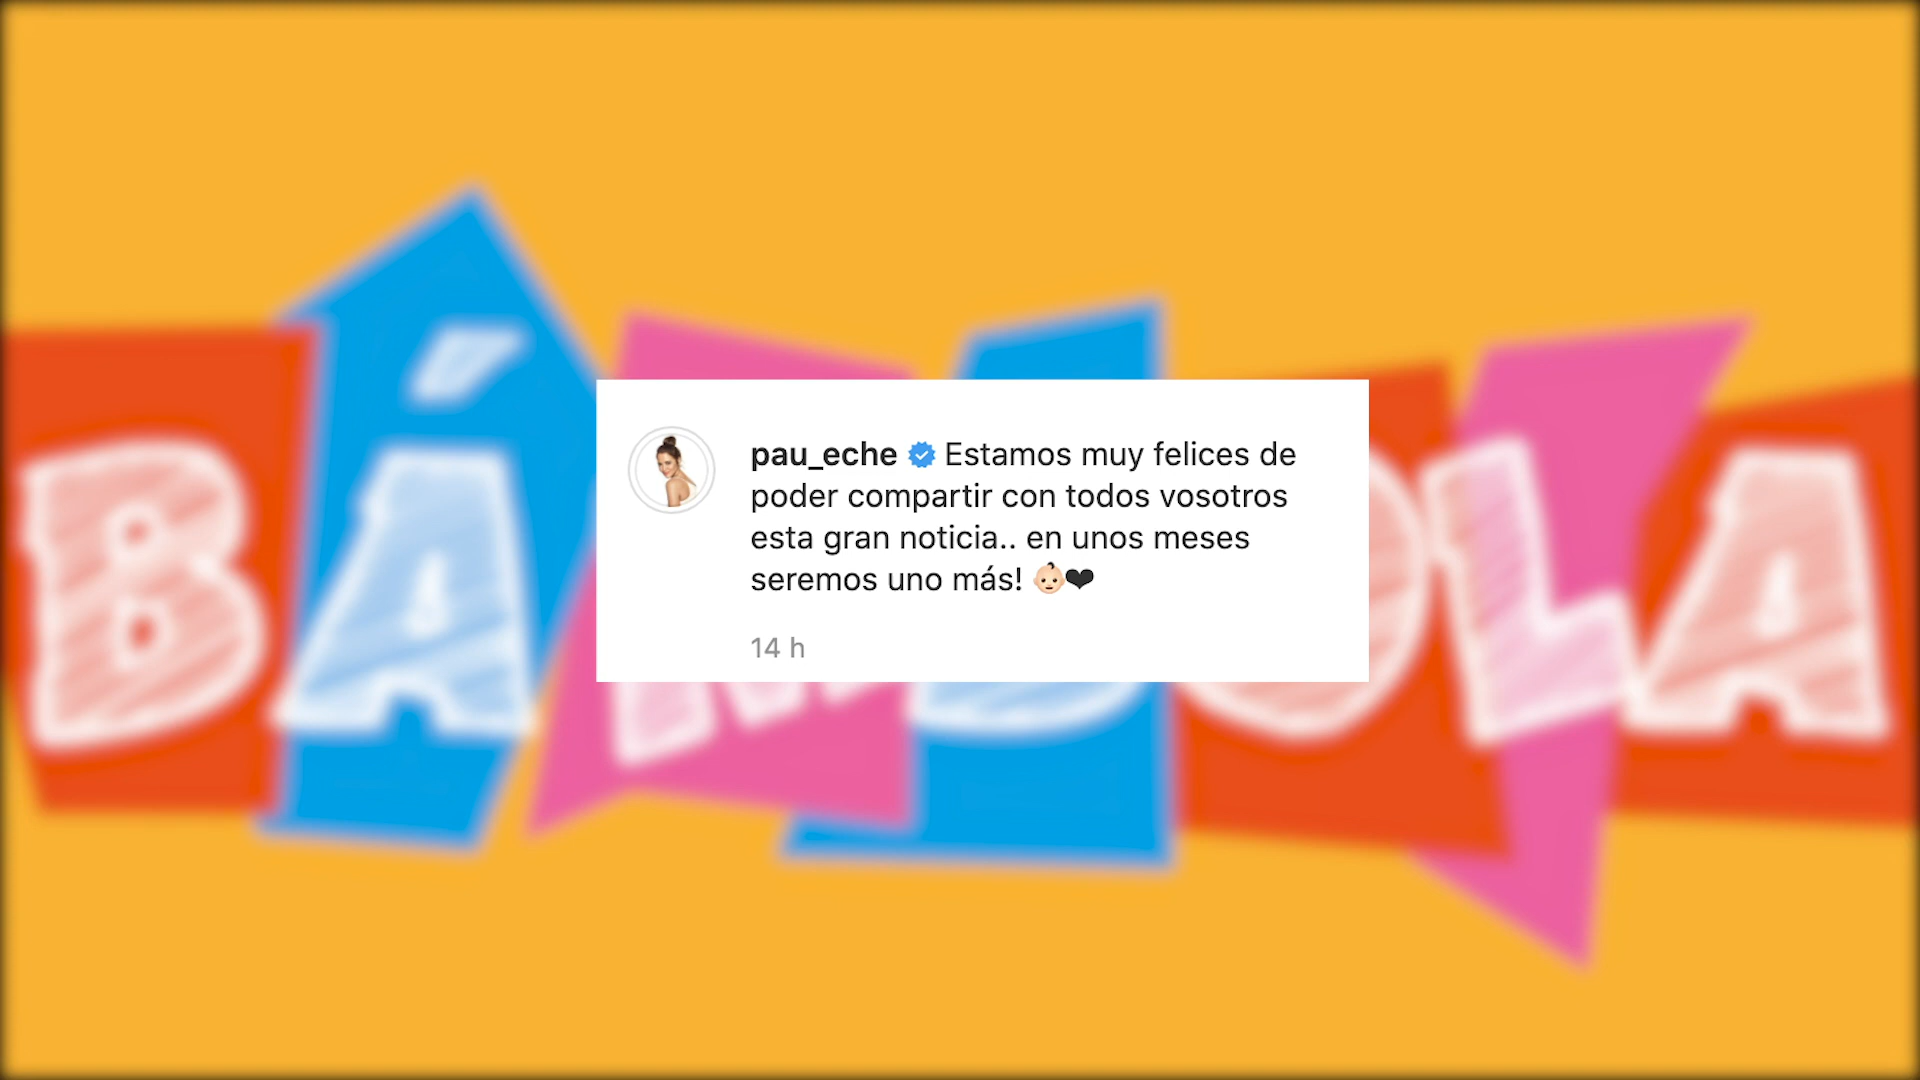 BÁMBOLA
pau_eche Estamos muy felices de
poder compartir con todos vosotros
esta gran noticia.. en unos meses
seremos uno más! 👶🏻❤
14 h